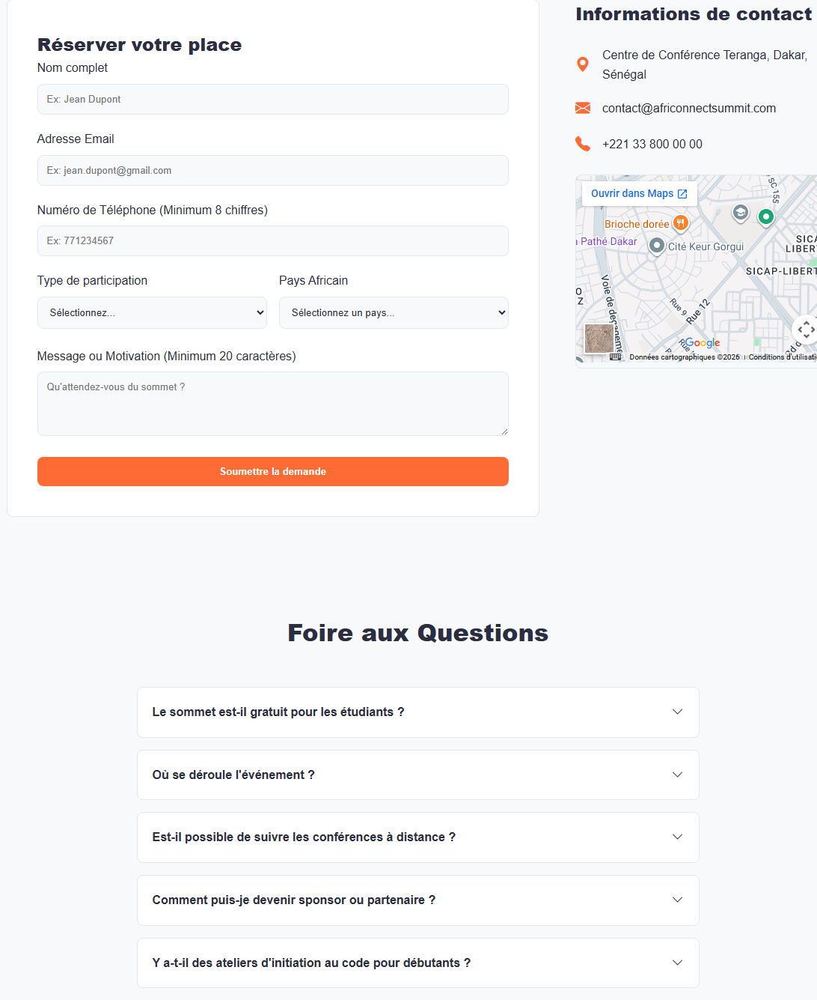 Réserver votre place
Nom complet
Ex: Jean Dupont
Adresse Email
Ex: jean.dupont@gmail.com
Numéro de Téléphone (Minimum 8 chiffres)
Ex: 771234567
Type de participation
Pays Africain
Sélectionnez...
Sélectionnez un pays...
Message ou Motivation (Minimum 20 caractères)
Qu'attendez-vous du sommet ?
Soumettre la demande
Informations de contact
Centre de Conférence Teranga, Dakar,
Sénégal
contact@africonnectsummit.com
+221 33 800 00 00
SC 155
Ouvrir dans Maps
Brioche dorée
Pathé Dakar
Cité Keur Gorgui
SICA
LIBER
SICAP-LIBERT
Voie de dégageme
Rue 9
Rue 12
Google
Données cartographiques ©2026
Conditions d'utilisati
Foire aux Questions
Le sommet est-il gratuit pour les étudiants ?
Où se déroule l'événement ?
Est-il possible de suivre les conférences à distance ?
Comment puis-je devenir sponsor ou partenaire ?
Y a-t-il des ateliers d'initiation au code pour débutants ?